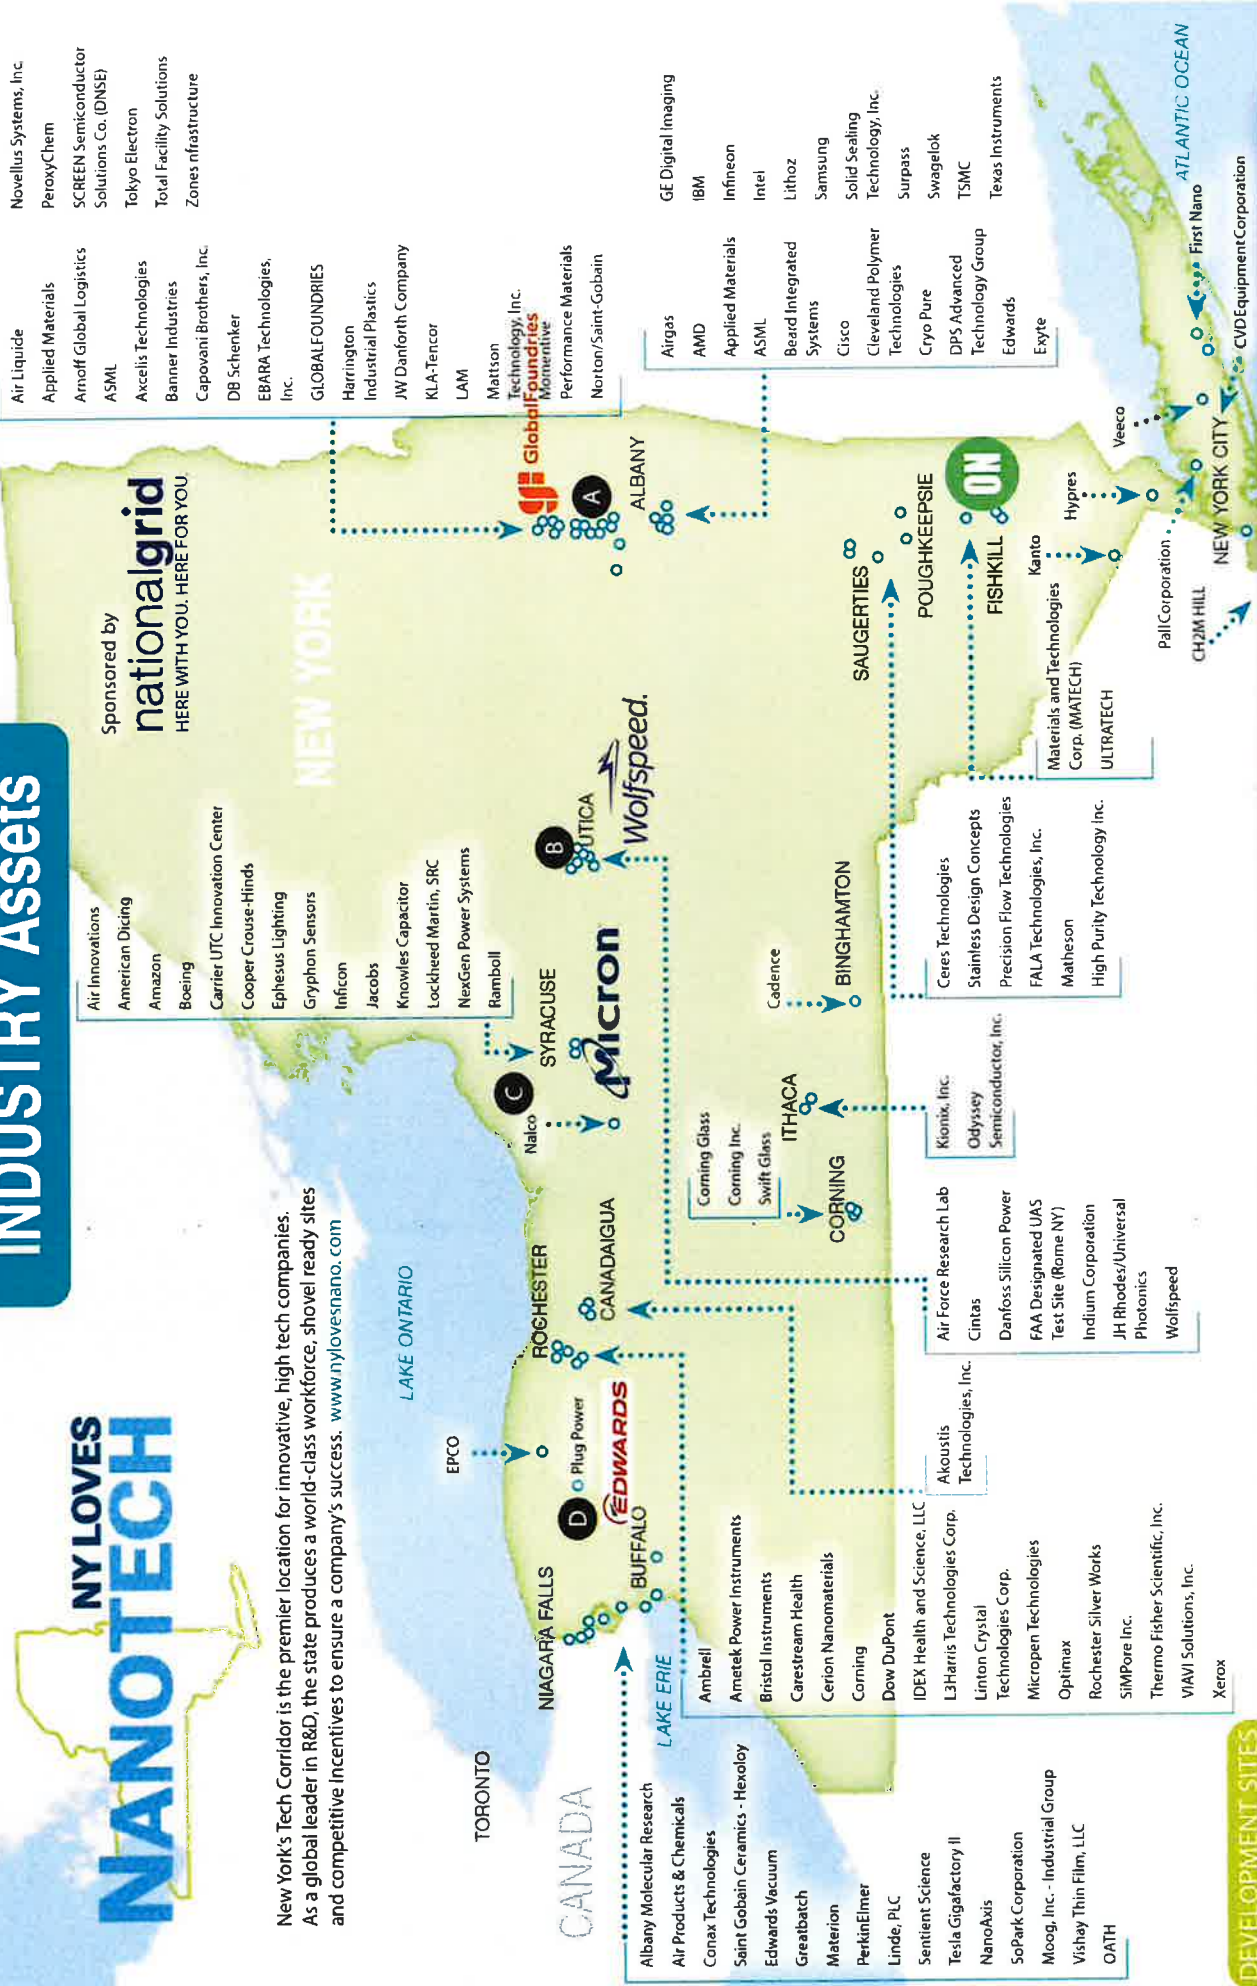 NY LOVES
NANOTECH
INDUSTRY Assets
New York's Tech Corridor is the premier location for innovative, high tech companies.
As a global leader in R&D, the state produces a world-class workforce, shovel ready sites
and competitive incentives to ensure a company's success. www.nylovesnano.com
Sponsored by
nationalgrid
HERE WITH YOU. HERE FOR YOU.
Air Innovations
American Dicing
Amazon
Boeing
Carrier UTC Innovation Center
Cooper Crouse-Hinds
Ephesus Lighting
Gryphon Sensors
Inficon
Jacobs
Knowles Capacitor
Lockheed Martin, SRC
NexGen Power Systems
Ramboll
Air Liquide
Applied Materials
Arnoff Global Logistics
ASML
Axcelis Technologies
Banner Industries
Capovani Brothers, Inc.
DB Schenker
EBARA Technologies,
Inc.
GLOBALFOUNDRIES
Harrington
Industrial Plastics
JW Danforth Company
KLA-Tencor
LAM
Mattson
Technology, Inc.
Momentive
Performance Materials
Norton/Saint-Gobain
Novellus Systems, Inc.
PeroxyChem
SCREEN Semiconductor
Solutions Co. (DNSE)
Tokyo Electron
Total Facility Solutions
Zones nfrastructure
NEW YORK
LAKE ONTARIO
TORONTO
CANADA
EPCO
NIAGARA FALLS
D
Plug Power
EDWARDS
BUFFALO
LAKE ERIE
ROCHESTER
CANADAIGUA
Nalco
C
SYRACUSE
Micron
B
UTICA
Wolfspeed.
GF GlobalFoundries
A
ALBANY
Airgas
AMD
Applied Materials
ASML
Beard Integrated
Systems
Cisco
Cleveland Polymer
Technologies
Cryo Pure
DPS Advanced
Technology Group
Edwards
Exyte
GE Digital Imaging
IBM
Infineon
Intel
Lithoz
Samsung
Solid Sealing
Technology, Inc.
Surpass
Swagelok
TSMC
Texas Instruments
Corning Glass
Corning Inc.
Swift Glass
CORNING
ITHACA
Cadence
BINGHAMTON
SAUGERTIES
POUGHKEEPSIE
FISHKILL
ON
Albany Molecular Research
Air Products & Chemicals
Conax Technologies
Saint Gobain Ceramics - Hexoloy
Edwards Vacuum
Greatbatch
Materion
PerkinElmer
Linde, PLC
Sentient Science
Tesla Gigafactory II
NanoAxis
SoPark Corporation
Moog, Inc. - Industrial Group
Vishay Thin Film, LLC
OATH
Ambrell
Ametek Power Instruments
Bristol Instruments
Carestream Health
Cerion Nanomaterials
Corning
Dow DuPont
IDEX Health and Science, LLC
L3Harris Technologies Corp.
Linton Crystal
Technologies Corp.
Micropen Technologies
Optimax
Rochester Silver Works
SiMPore Inc.
Thermo Fisher Scientific, Inc.
VIAVI Solutions, Inc.
Xerox
Akoustis
Technologies, Inc.
Air Force Research Lab
Cintas
Danfoss Silicon Power
FAA Designated UAS
Test Site (Rome NY)
Indium Corporation
JH Rhodes/Universal
Photonics
Wolfspeed
Kionix, Inc.
Odyssey
Semiconductor, Inc.
Ceres Technologies
Stainless Design Concepts
Precision Flow Technologies
FALA Technologies, Inc.
Matheson
High Purity Technology Inc.
Materials and Technologies
Corp. (MATECH)
ULTRATECH
Kanto
Hypres
Veeco
Pall Corporation
CH2M HILL
NEW YORK CITY
First Nano
CVD Equipment Corporation
ATLANTIC OCEAN
DEVELOPMENT SITES